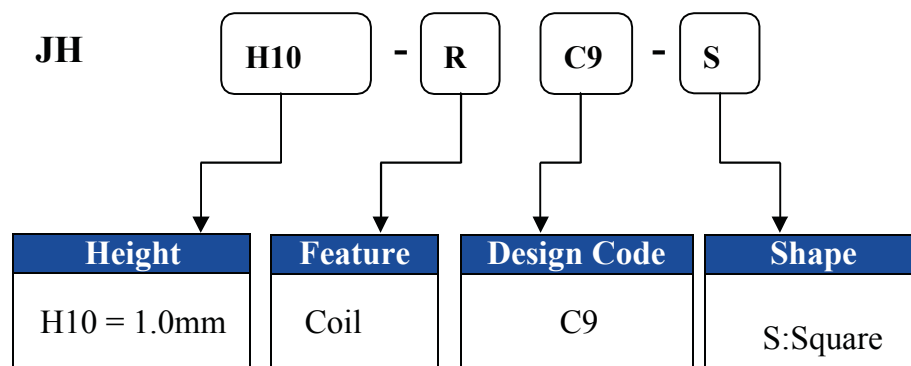 JH H10 - R C9 - S
Height Feature Design Code Shape
H10 = 1.0mm Coil C9 S:Square